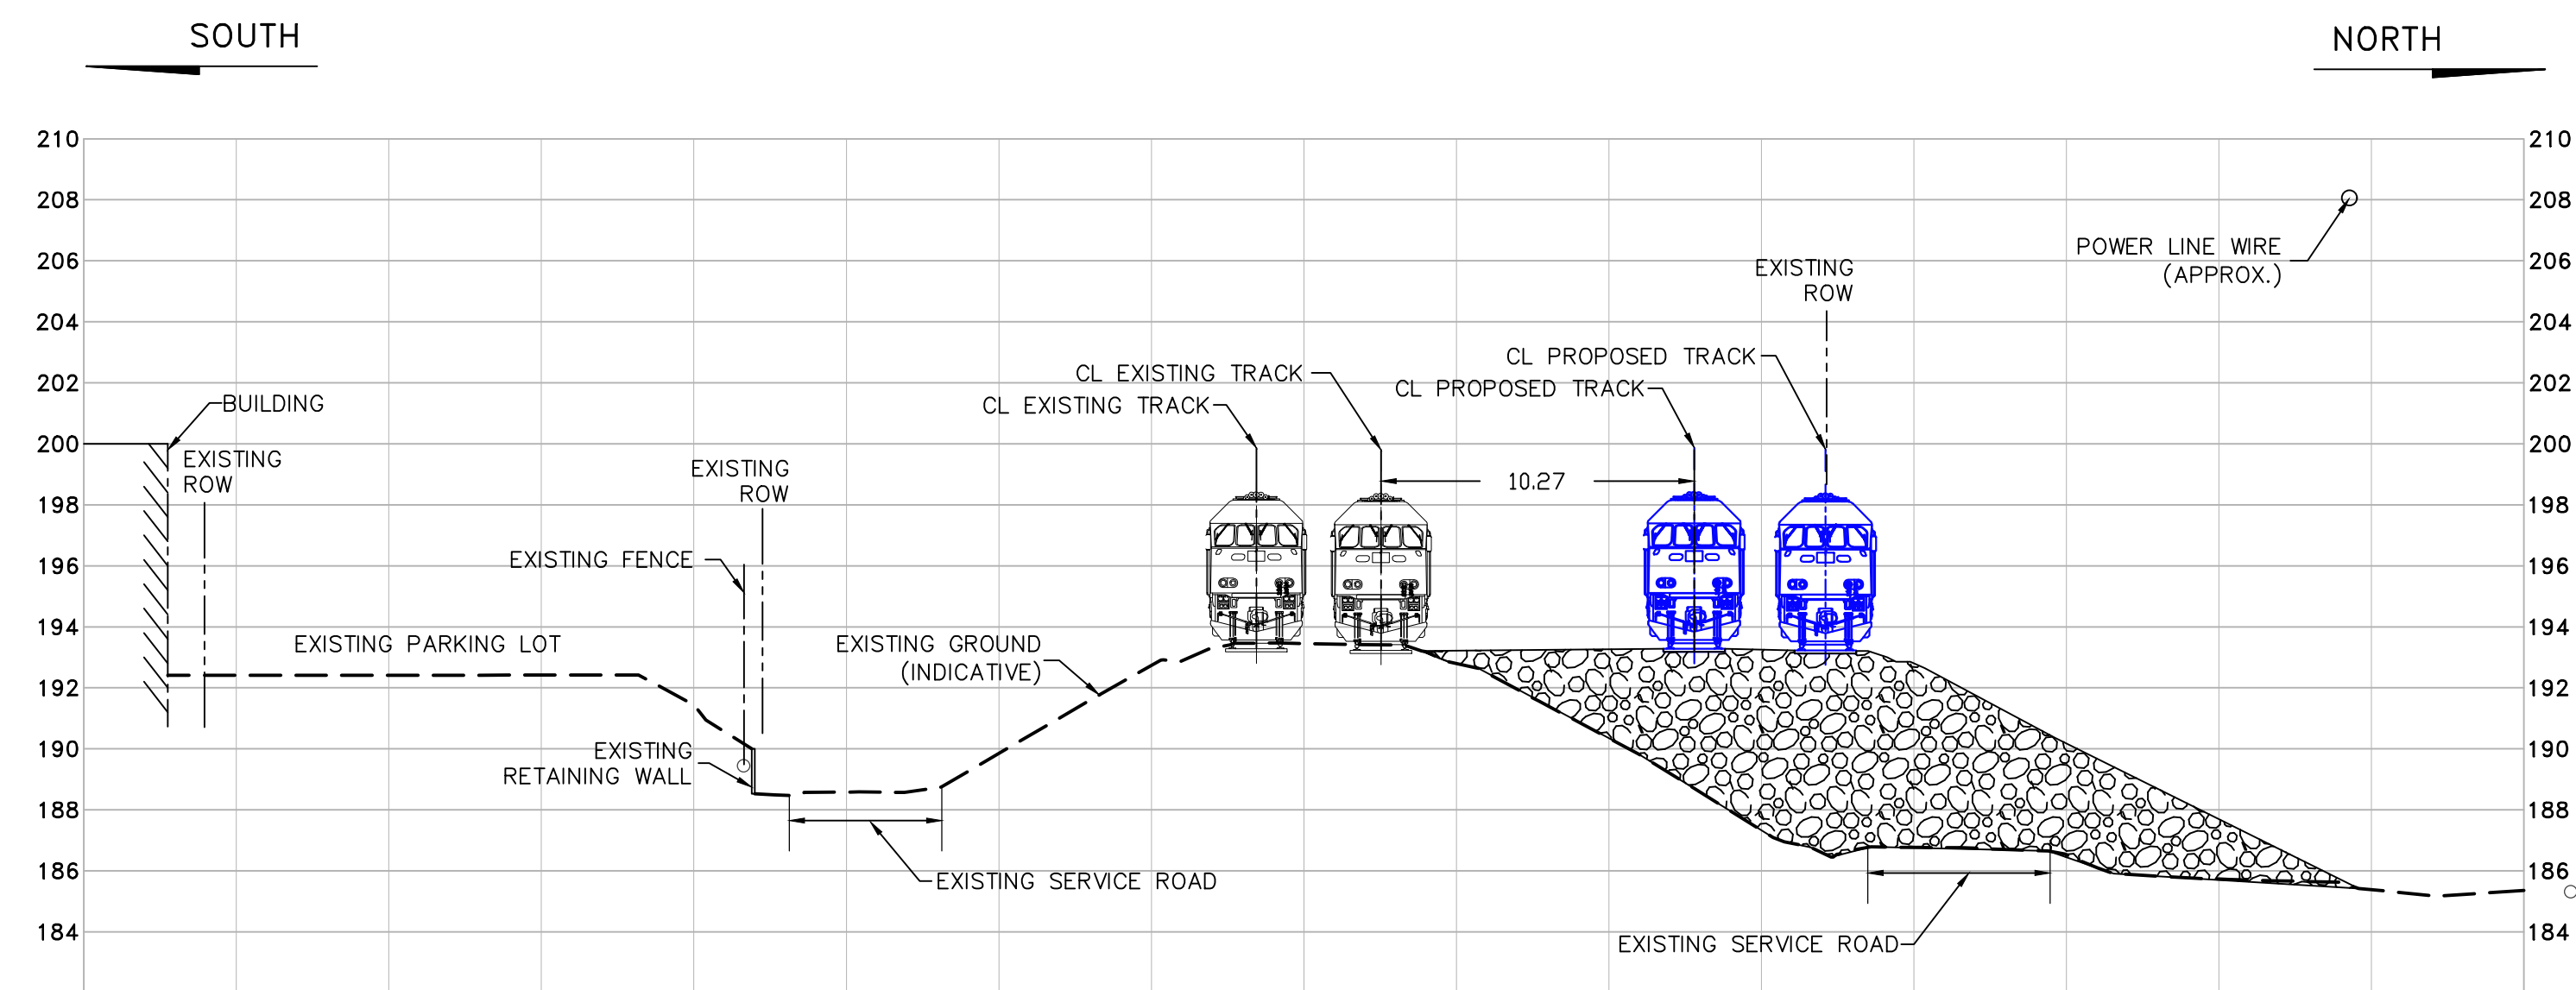 SOUTH
NORTH
210
210
208
208
POWER LINE WIRE
(APPROX.)
206
206
EXISTING
ROW
204
204
CL PROPOSED TRACK
CL EXISTING TRACK
CL PROPOSED TRACK
202
202
BUILDING
CL EXISTING TRACK
200
200
EXISTING
ROW
EXISTING
ROW
10.27
198
198
EXISTING FENCE
196
196
194
194
EXISTING PARKING LOT
EXISTING GROUND
(INDICATIVE)
192
192
190
190
EXISTING
RETAINING WALL
188
188
186
186
EXISTING SERVICE ROAD
184
184
EXISTING SERVICE ROAD